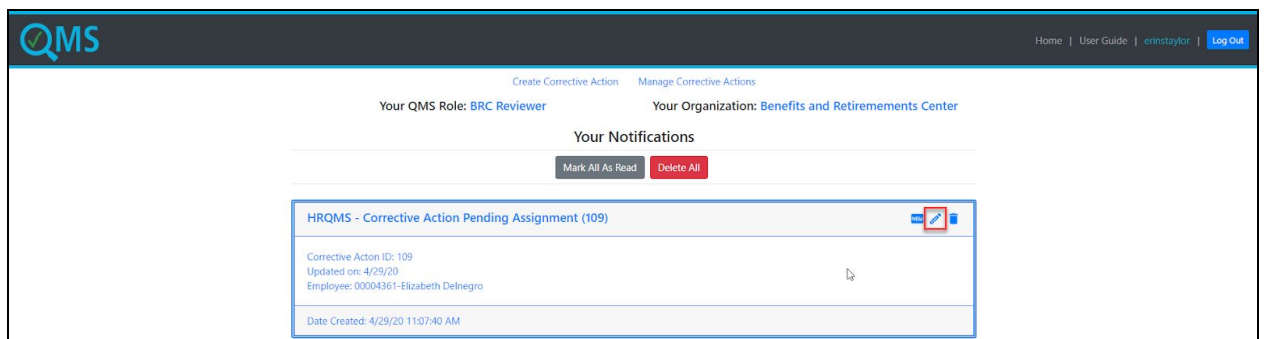 QMS
Home | User Guide | erinstaylor | Log Out
Create Corrective Action Manage Corrective Actions
Your QMS Role: BRC Reviewer Your Organization: Benefits and Retiremements Center
Your Notifications
Mark All As Read Delete All
HRQMS - Corrective Action Pending Assignment (109) NEW
Corrective Acton ID: 109
Updated on: 4/29/20
Employee: 00004361-Elizabeth Delnegro
Date Created: 4/29/20 11:07:40 AM